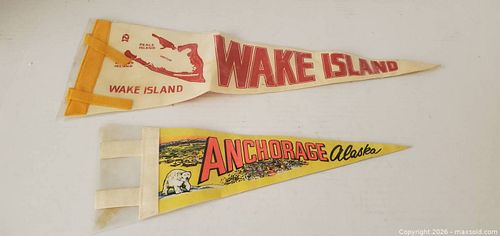 PEALE
ISLAND
WAKE ISLAND
WAKE ISLAND
ANCHORAGE Alaska
Copyright 2026 - maxsold.com